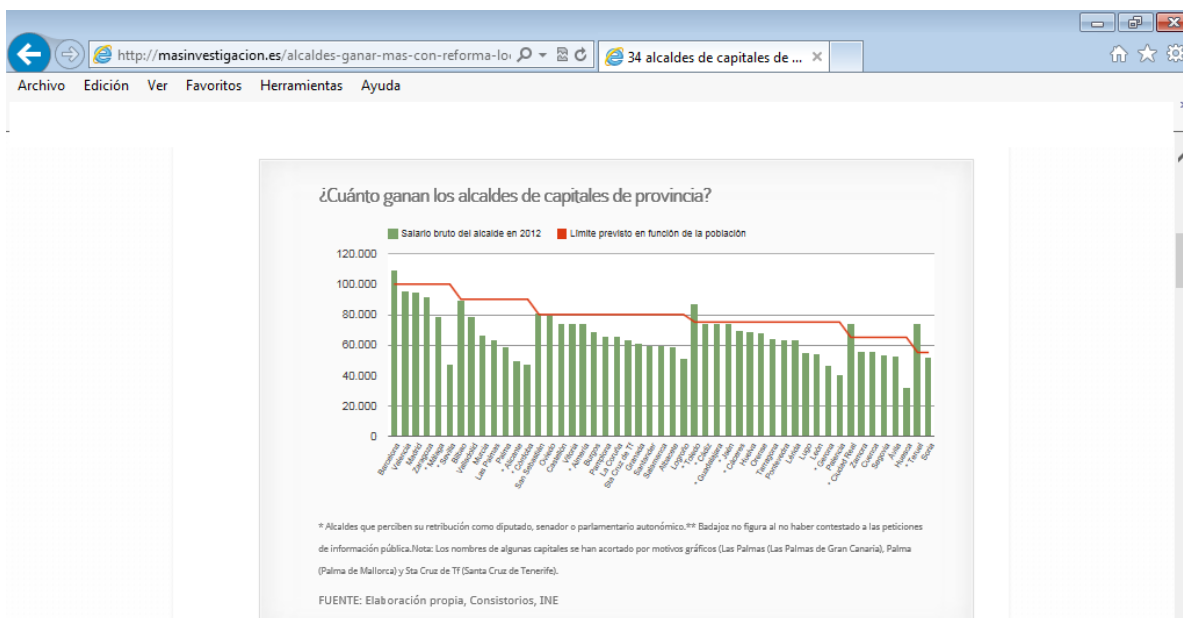 http://masinvestigacion.es/alcaldes-ganar-mas-con-reforma-lo
34 alcaldes de capitales de ...
Archivo Edición Ver Favoritos Herramientas Ayuda
¿Cuánto ganan los alcaldes de capitales de provincia?
Salario bruto del alcalde en 2012 Límite previsto en función de la población
120.000
100.000
80.000
60.000
40.000
20.000
0
Barcelona
Valencia
Madrid
Zaragoza
* Málaga
* Sevilla
Bilbao
Valladolid
Murcia
Las Palmas
Palma
* Alicante
* Córdoba
San Sebastián
Oviedo
Castellón
Vitoria
* Almería
Burgos
Pamplona
La Coruña
Sta Cruz de Tf
Granada
Santander
Salamanca
Albacete
Logroño
* Toledo
* Cádiz
* Guadalajara
* Jaén
* Cáceres
Huelva
Orense
Tarragona
Pontevedra
Lérida
Lugo
León
* Gerona
Palencia
* Ciudad Real
Zamora
Cuenca
Segovia
Ávila
Huesca
* Teruel
Soria
* Alcaldes que perciben su retribución como diputado, senador o parlamentario autonómico.** Badajoz no figura al no haber contestado a las peticiones
de información pública.Nota: Los nombres de algunas capitales se han acortado por motivos gráficos (Las Palmas (Las Palmas de Gran Canaria), Palma
(Palma de Mallorca) y Sta Cruz de Tf (Santa Cruz de Tenerife).
FUENTE: Elaboración propia, Consistorios, INE